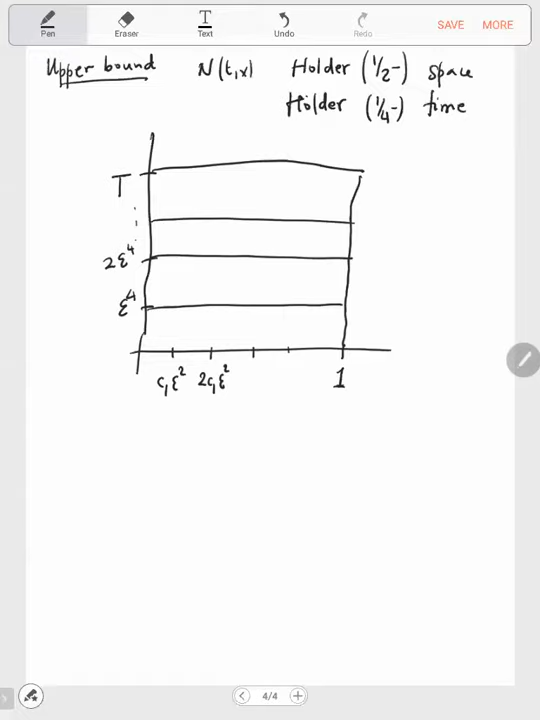 Pen Eraser Text Undo Redo SAVE MORE
Upper bound N(t,x) Holder (1/2-) space
Holder (1/4-) time
T
2ε⁴
ε⁴
c₁ε² 2c₁ε² 1
4/4